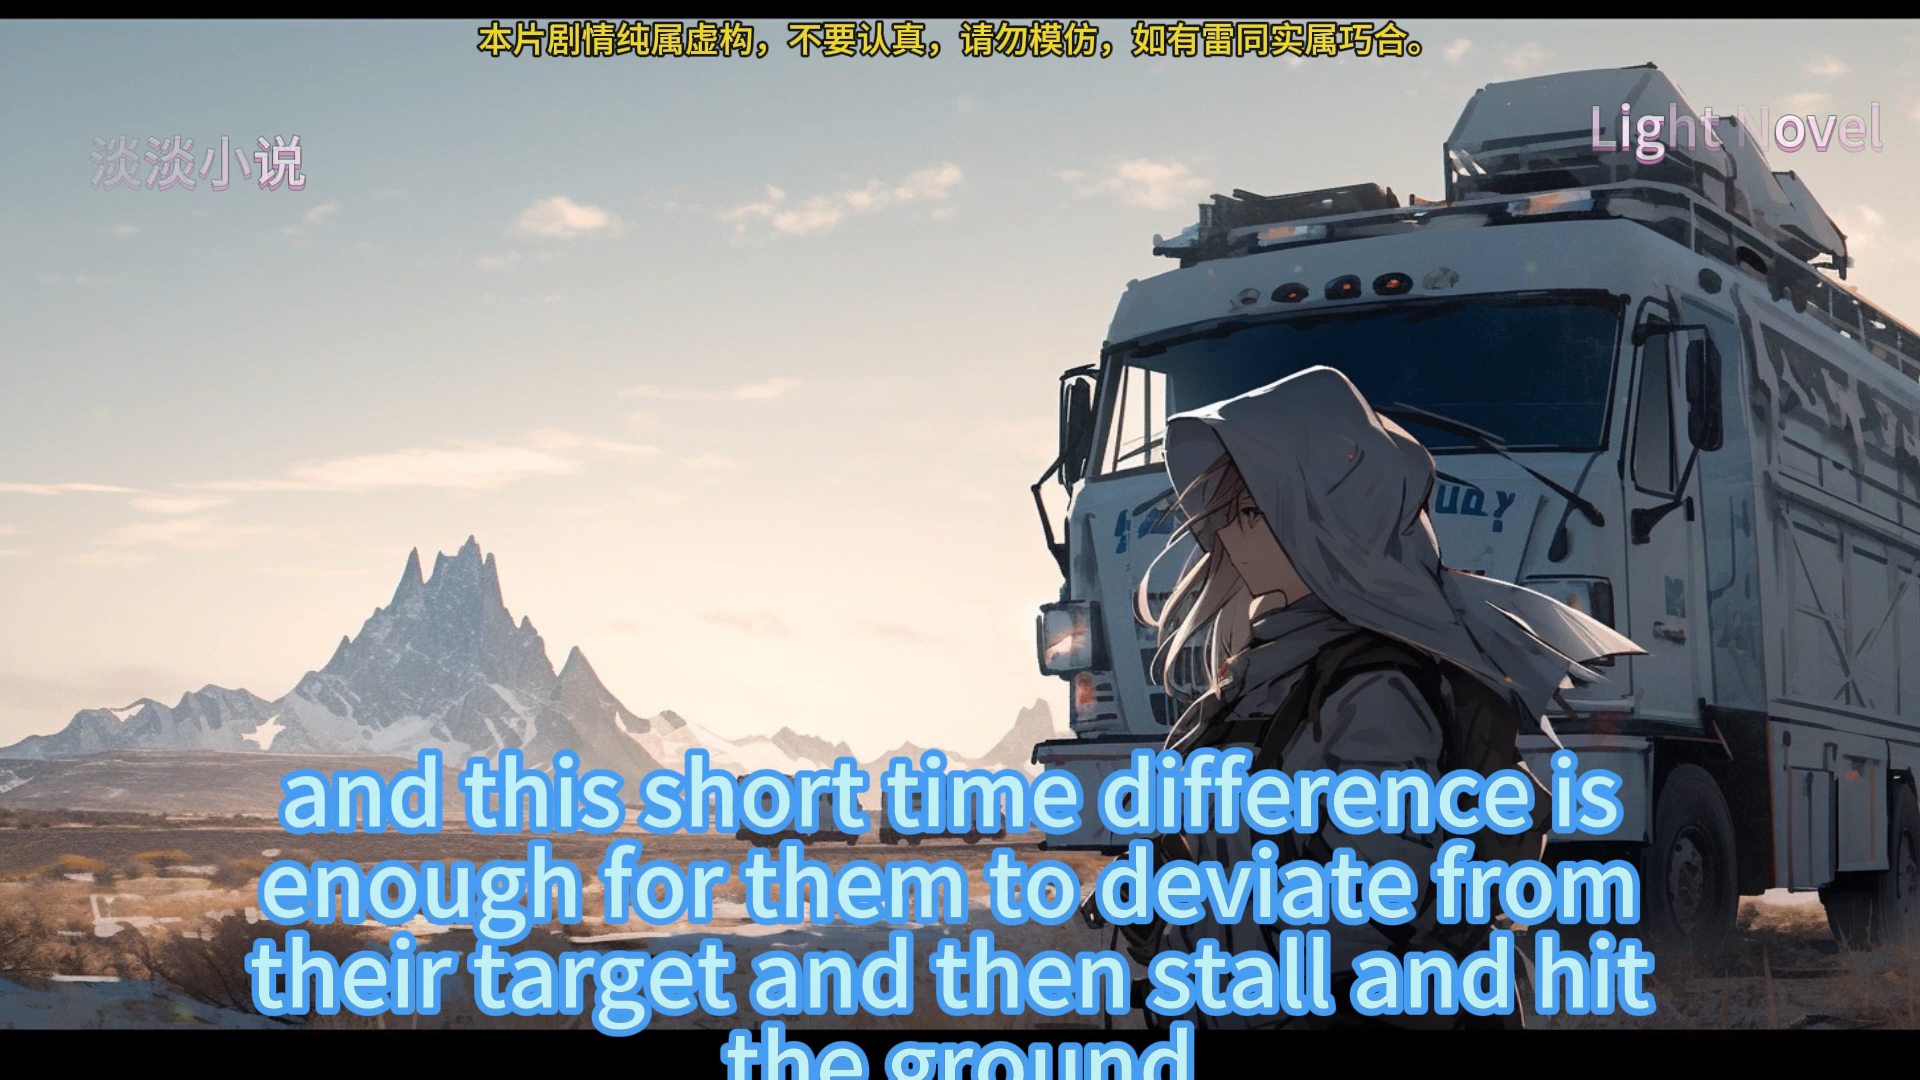 本片剧情纯属虚构，不要认真，请勿模仿，如有雷同实属巧合。
淡淡小说
Light Novel
and this short time difference is
enough for them to deviate from
their target and then stall and hit
the ground